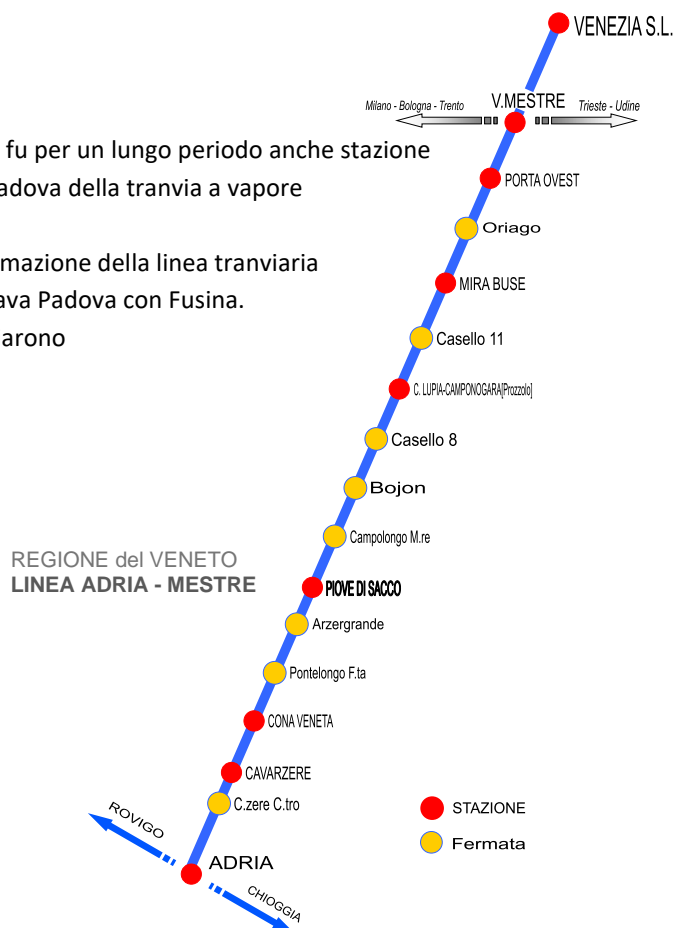 VENEZIA S.L.
Milano - Bologna - Trento
V.MESTRE
Trieste - Udine
fu per un lungo periodo anche stazione
PORTA OVEST
adova della tranvia a vapore
Oriago
mazione della linea tranviaria
MIRA BUSE
ava Padova con Fusina.
arono
Casello 11
C. LUPIA-CAMPONOGARA[Prozzolo]
Casello 8
Bojon
Campolongo M.re
REGIONE del VENETO
LINEA ADRIA - MESTRE
PIOVE DI SACCO
Arzergrande
Pontelongo F.ta
CONA VENETA
CAVARZERE
C.zere C.tro
ROVIGO
STAZIONE
Fermata
ADRIA
CHIOGGIA